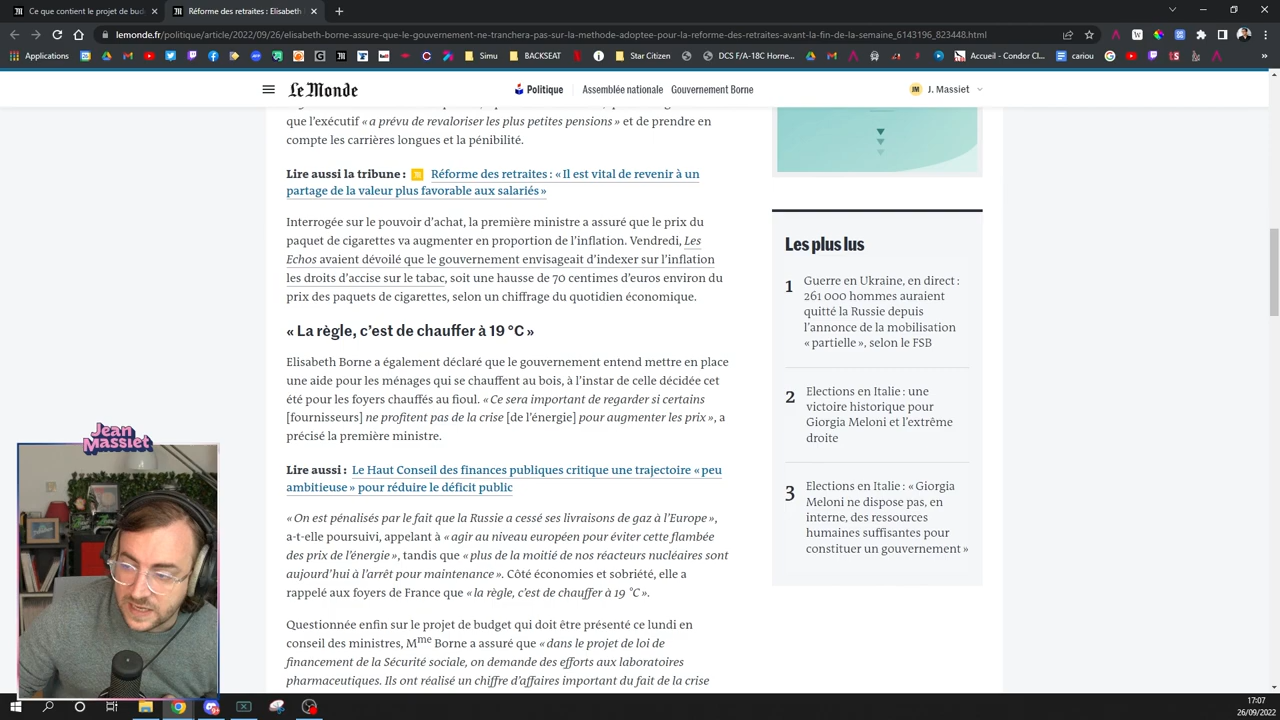 Ce que contient le projet de bud
Réforme des retraites : Elisabeth
lemonde.fr/politique/article/2022/09/26/elisabeth-borne-assure-que-le-gouvernement-ne-tranchera-pas-sur-la-methode-adoptee-pour-la-reforme-des-retraites-avant-la-fin-de-la-semaine_6143196_823448.html
Applications
Simu
BACKSEAT
Star Citizen
DCS F/A-18C Horne...
Accueil - Condor Cl...
cariou
Le Monde
Politique
Assemblée nationale
Gouvernement Borne
JM
J. Massiet
que l'exécutif « a prévu de revaloriser les plus petites pensions » et de prendre en
compte les carrières longues et la pénibilité.
Lire aussi la tribune : Réforme des retraites : « Il est vital de revenir à un
partage de la valeur plus favorable aux salariés »
Interrogée sur le pouvoir d'achat, la première ministre a assuré que le prix du
paquet de cigarettes va augmenter en proportion de l'inflation. Vendredi, Les
Echos avaient dévoilé que le gouvernement envisageait d'indexer sur l'inflation
les droits d'accise sur le tabac, soit une hausse de 70 centimes d'euros environ du
prix des paquets de cigarettes, selon un chiffrage du quotidien économique.
« La règle, c'est de chauffer à 19 °C »
Elisabeth Borne a également déclaré que le gouvernement entend mettre en place
une aide pour les ménages qui se chauffent au bois, à l'instar de celle décidée cet
été pour les foyers chauffés au fioul. « Ce sera important de regarder si certains
[fournisseurs] ne profitent pas de la crise [de l'énergie] pour augmenter les prix », a
précisé la première ministre.
Lire aussi : Le Haut Conseil des finances publiques critique une trajectoire « peu
ambitieuse » pour réduire le déficit public
« On est pénalisés par le fait que la Russie a cessé ses livraisons de gaz à l'Europe »,
a-t-elle poursuivi, appelant à « agir au niveau européen pour éviter cette flambée
des prix de l'énergie », tandis que « plus de la moitié de nos réacteurs nucléaires sont
aujourd'hui à l'arrêt pour maintenance ». Côté économies et sobriété, elle a
rappelé aux foyers de France que « la règle, c'est de chauffer à 19 °C ».
Questionnée enfin sur le projet de budget qui doit être présenté ce lundi en
conseil des ministres, Mme Borne a assuré que « dans le projet de loi de
financement de la Sécurité sociale, on demande des efforts aux laboratoires
pharmaceutiques. Ils ont réalisé un chiffre d'affaires important du fait de la crise
Les plus lus
1
Guerre en Ukraine, en direct :
261 000 hommes auraient
quitté la Russie depuis
l'annonce de la mobilisation
« partielle », selon le FSB
2
Elections en Italie : une
victoire historique pour
Giorgia Meloni et l'extrême
droite
3
Elections en Italie : « Giorgia
Meloni ne dispose pas, en
interne, des ressources
humaines suffisantes pour
constituer un gouvernement »
Jean
Massiet
17:07
26/09/2022